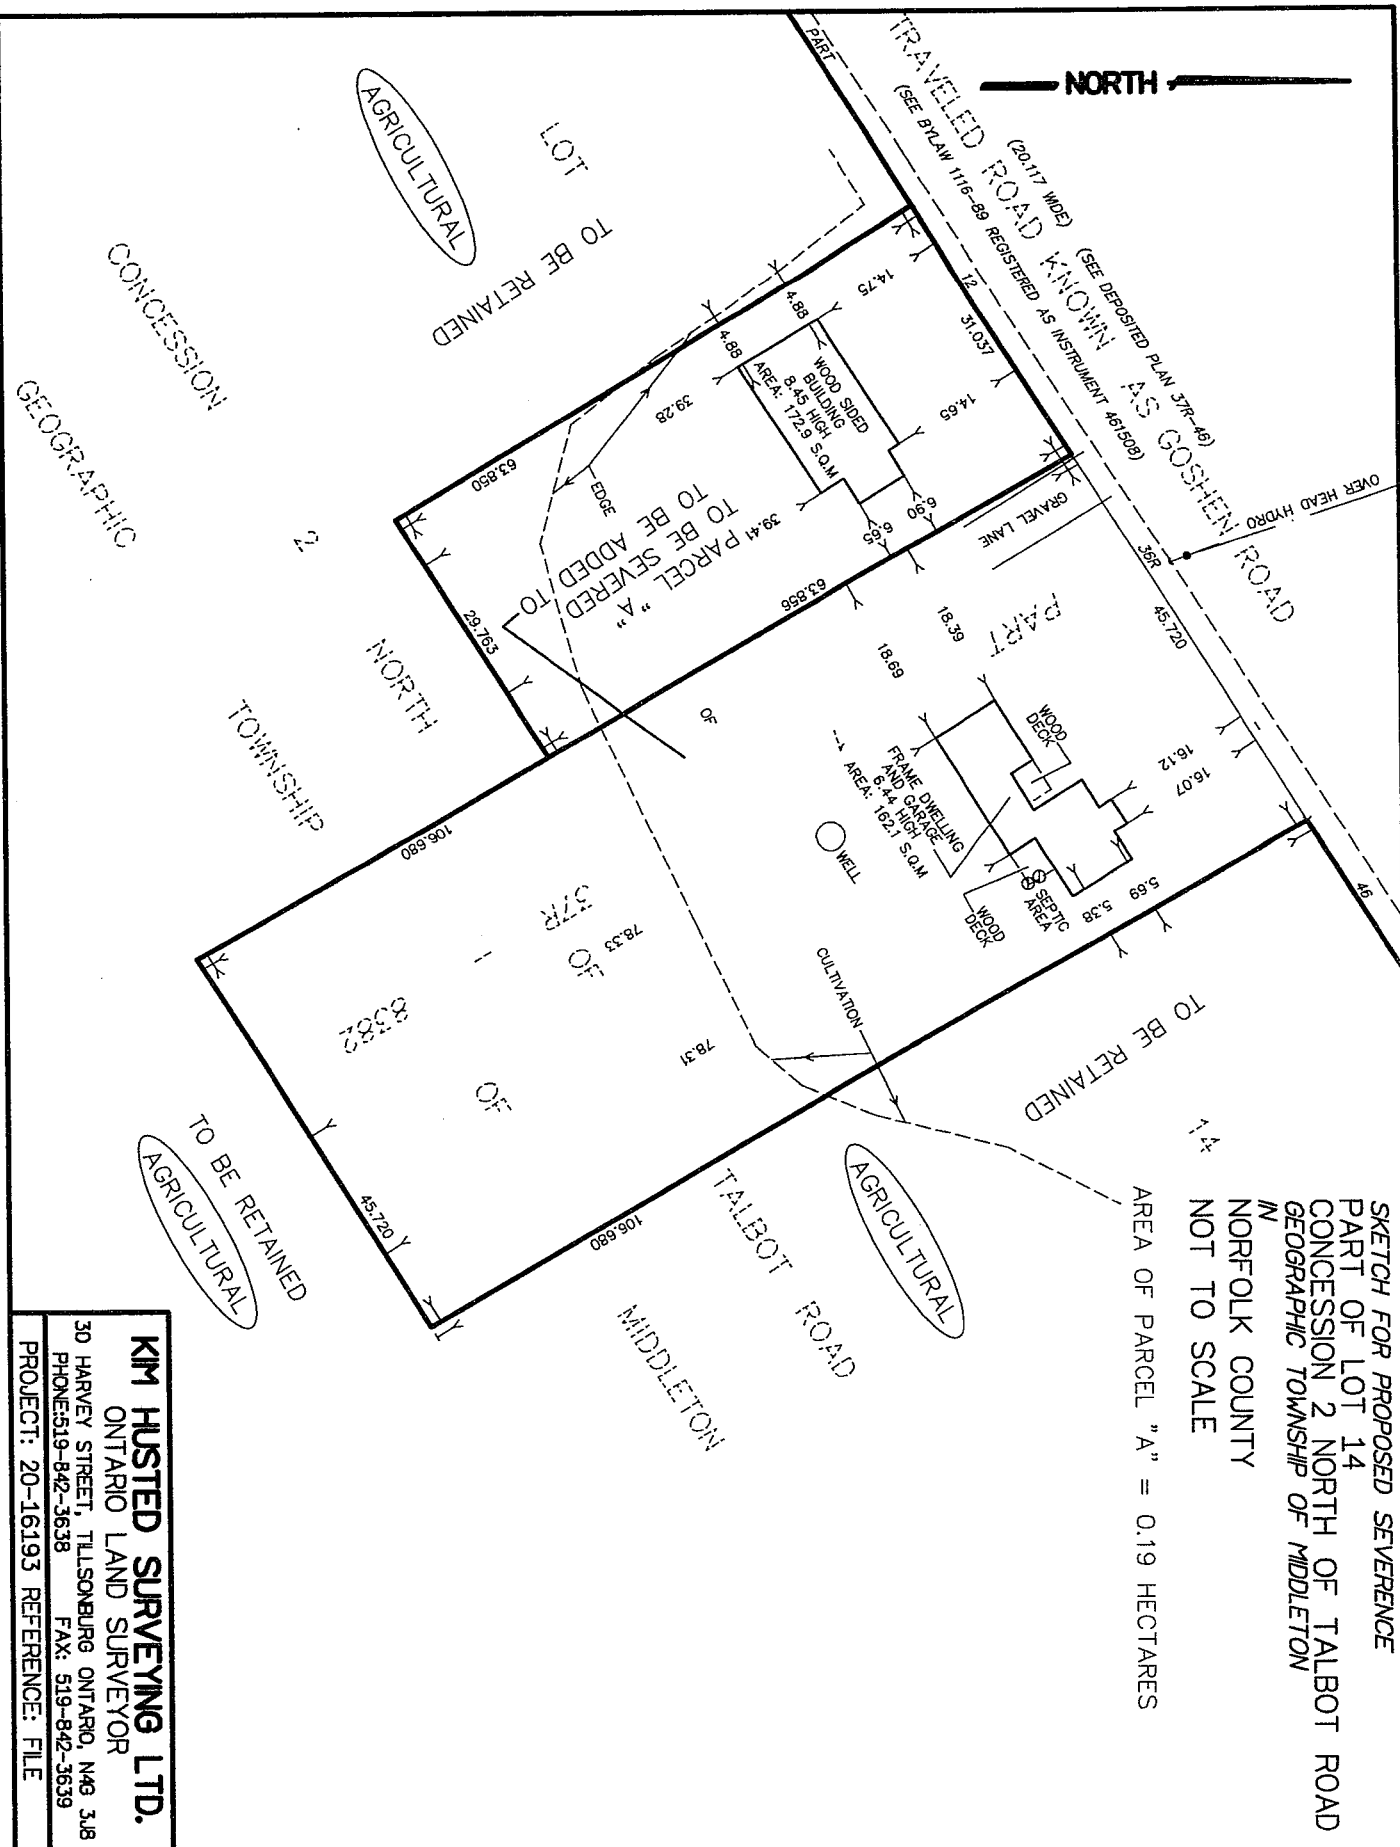 SKETCH FOR PROPOSED SEVERENCE
PART OF LOT 14
CONCESSION 2 NORTH OF TALBOT ROAD
GEOGRAPHIC TOWNSHIP OF MIDDLETON
IN
NORFOLK COUNTY
NOT TO SCALE
AREA OF PARCEL "A" = 0.19 HECTARES
NORTH
TRAVELED ROAD KNOWN AS GOSHEN ROAD
(20.117 WIDE) (SEE DEPOSITED PLAN 37R-46)
(SEE BYLAW 1116-89 REGISTERED AS INSTRUMENT 461508)
OVER HEAD HYDRO
PART
12
36R
46
31.037
45.720
14.75
14.65
4.88
4.88
WOOD SIDED
BUILDING
8.45 HIGH
AREA: 172.9 S.Q.M
6.90
6.65
39.28
39.41
63.850
63.856
29.763
EDGE
GRAVEL LANE
PARCEL "A"
TO BE SEVERED
TO BE ADDED TO
PART
18.39
18.69
16.12
16.07
5.69
5.38
WOOD
DECK
FRAME DWELLING
AND GARAGE
6.44 HIGH
AREA: 162.1 S.Q.M
SEPTIC
AREA
WOOD
DECK
WELL
CULTIVATION
OF
78.33
78.31
37R
-
8382
OF
OF
106.680
106.680
45.720
LOT
14
TO BE RETAINED
AGRICULTURAL
TO BE RETAINED
AGRICULTURAL
TO BE RETAINED
AGRICULTURAL
CONCESSION
2
NORTH
TALBOT
ROAD
GEOGRAPHIC
TOWNSHIP
MIDDLETON
KIM HUSTED SURVEYING LTD.
ONTARIO LAND SURVEYOR
30 HARVEY STREET, TILLSONBURG ONTARIO, N4G 3J8
PHONE:519-842-3638 FAX: 519-842-3639
PROJECT: 20-16193 REFERENCE: FILE